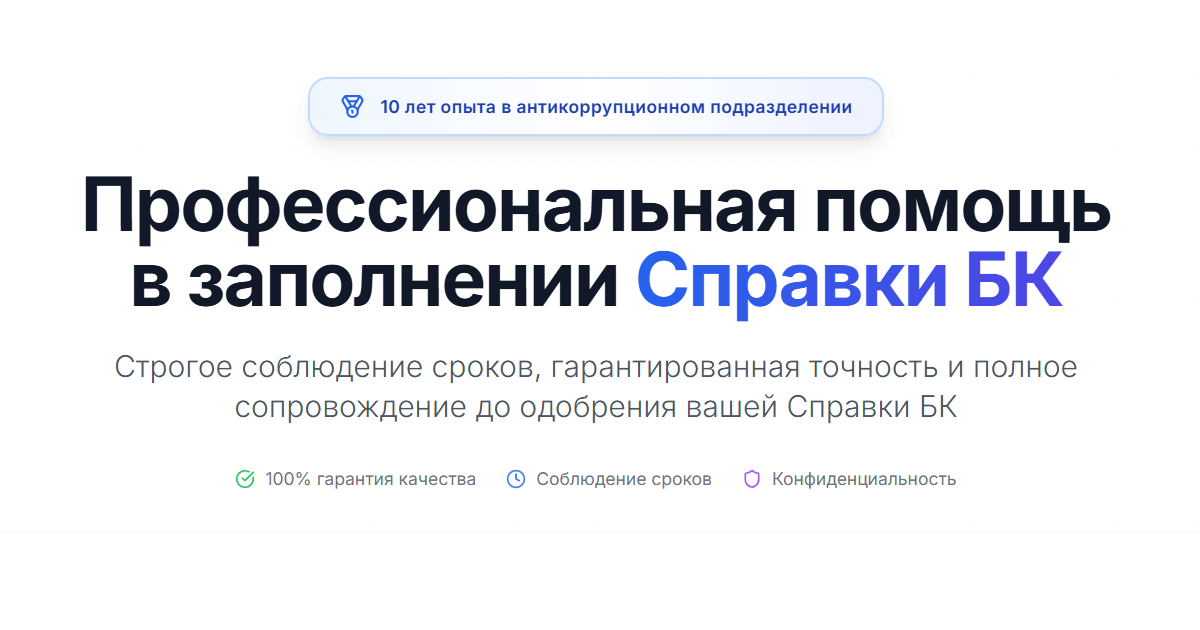 10 лет опыта в антикоррупционном подразделении
Профессиональная помощь
в заполнении Справки БК
Строгое соблюдение сроков, гарантированная точность и полное
сопровождение до одобрения вашей Справки БК
100% гарантия качества
Соблюдение сроков
Конфиденциальность